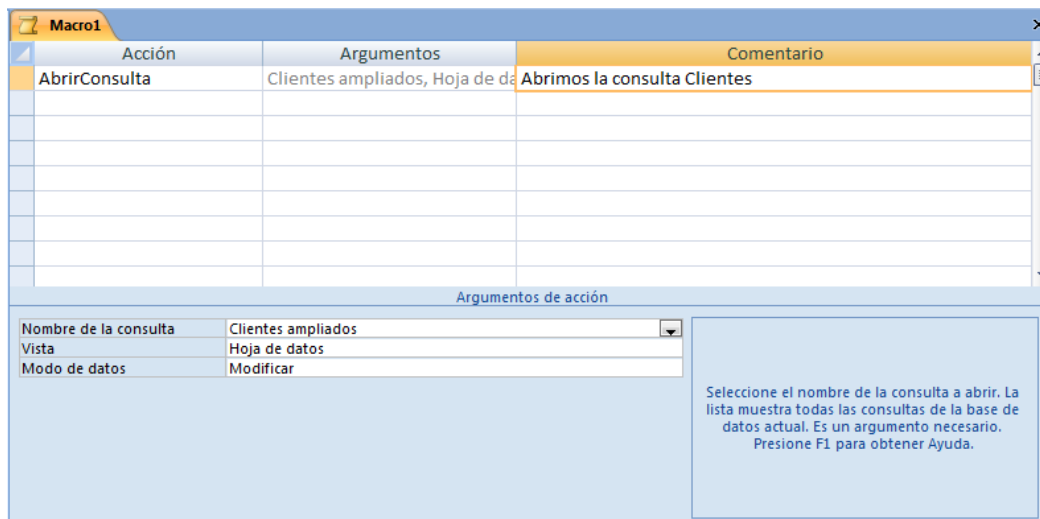 Macro1
Acción Argumentos Comentario
AbrirConsulta Clientes ampliados, Hoja de Abrimos la consulta Clientes
Argumentos de acción
Nombre de la consulta Clientes ampliados
Vista Hoja de datos
Modo de datos Modificar
Seleccione el nombre de la consulta a abrir. La
lista muestra todas las consultas de la base de
datos actual. Es un argumento necesario.
Presione F1 para obtener Ayuda.